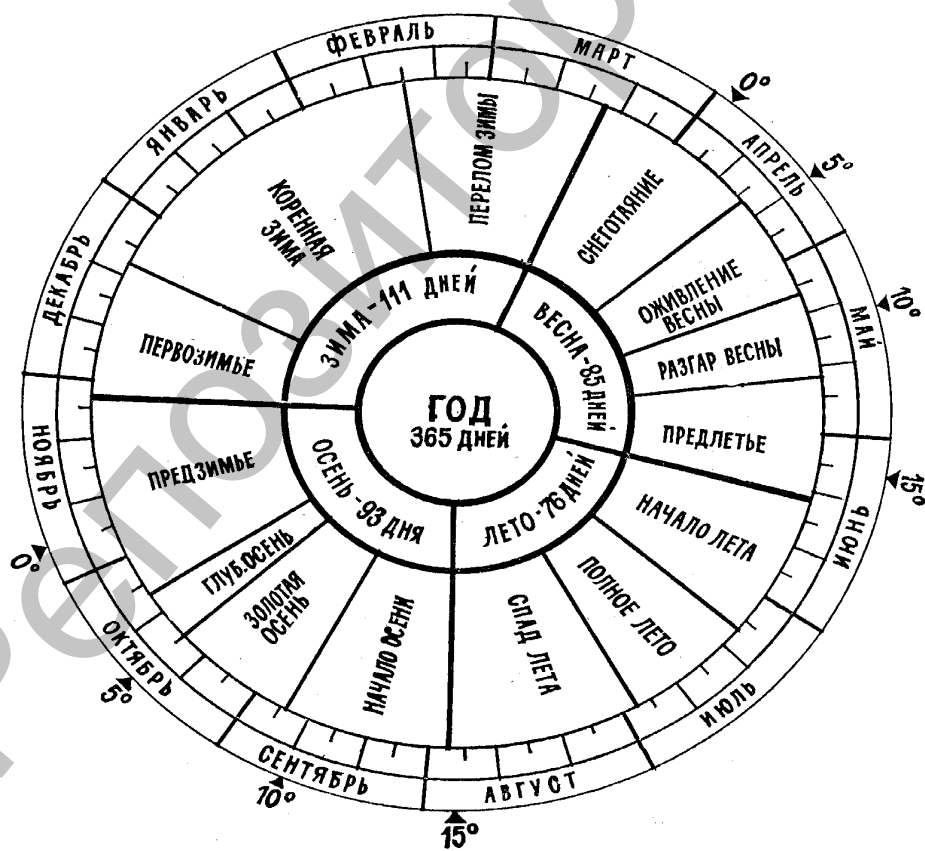 ФЕВРАЛЬ
МАРТ
0°
АПРЕЛЬ
5°
МАЙ
10°
ИЮНЬ
15°
ИЮЛЬ
АВГУСТ
15°
СЕНТЯБРЬ
10°
ОКТЯБРЬ
5°
0°
НОЯБРЬ
ДЕКАБРЬ
ЯНВАРЬ
КОРЕННАЯ
ЗИМА
ПЕРЕЛОМ ЗИМЫ
СНЕГОТАЯНИЕ
ОЖИВЛЕНИЕ
ВЕСНЫ
РАЗГАР ВЕСНЫ
ПРЕДЛЕТЬЕ
НАЧАЛО ЛЕТА
ПОЛНОЕ ЛЕТО
СПАД ЛЕТА
НАЧАЛО ОСЕНИ
ЗОЛОТАЯ
ОСЕНЬ
ГЛУБ.ОСЕНЬ
ПРЕДЗИМЬЕ
ПЕРВОЗИМЬЕ
ЗИМА-111 ДНЕЙ
ВЕСНА-85 ДНЕЙ
ЛЕТО-76 ДНЕЙ
ОСЕНЬ-93 ДНЯ
ГОД
365 ДНЕЙ
репозитор